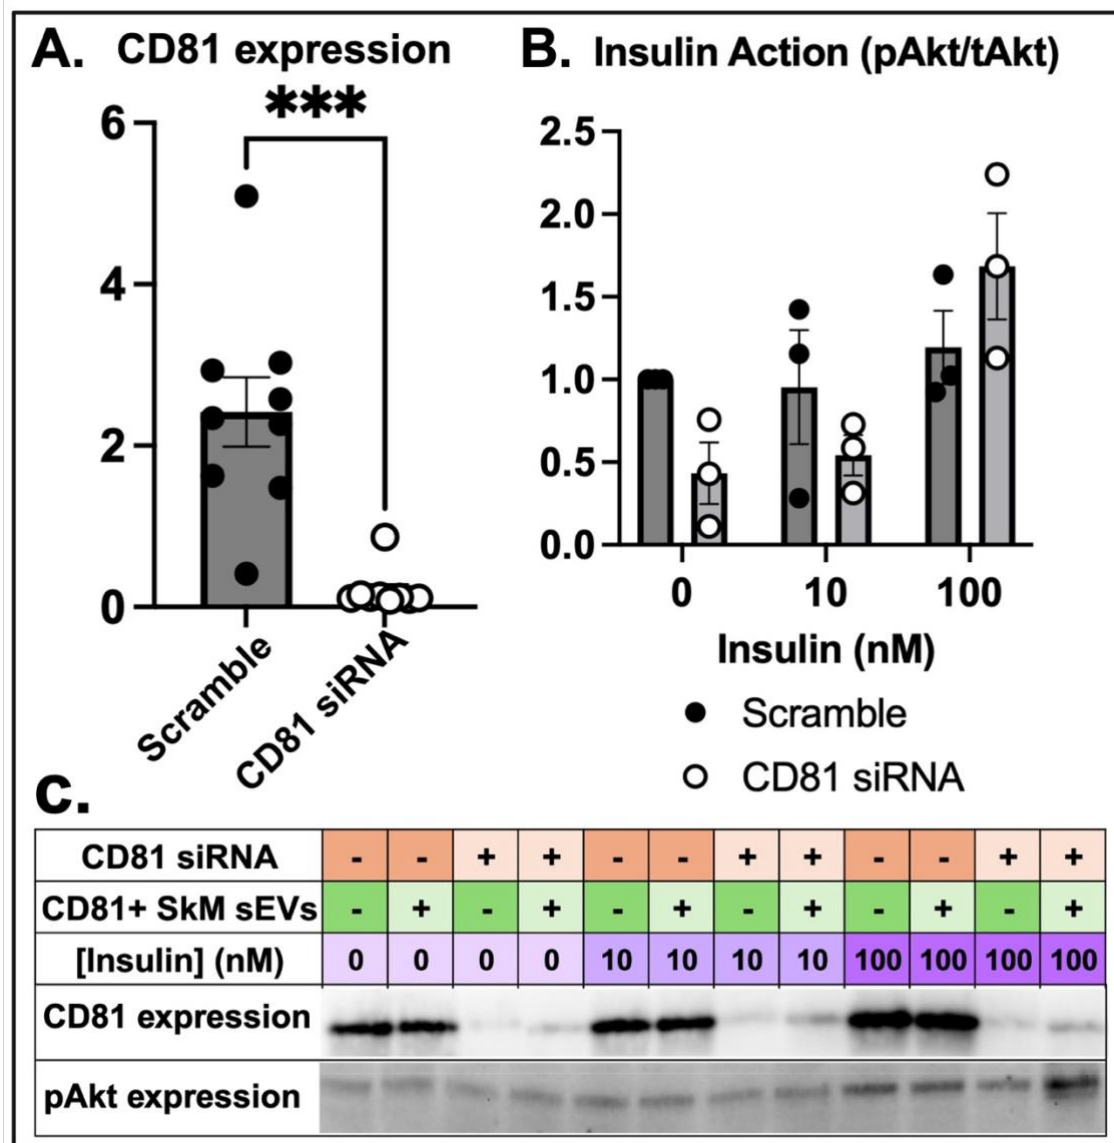 A. CD81 expression
***
6
4
2
0
Scramble
CD81 siRNA
B. Insulin Action (pAkt/tAkt)
2.5
2.0
1.5
1.0
0.5
0.0
0 10 100
Insulin (nM)
Scramble
CD81 siRNA
C.
CD81 siRNA - - + + - - + + - - + +
CD81+ SkM sEVs - + - + - + - + - + - +
[Insulin] (nM) 0 0 0 0 10 10 10 10 100 100 100 100
CD81 expression
pAkt expression